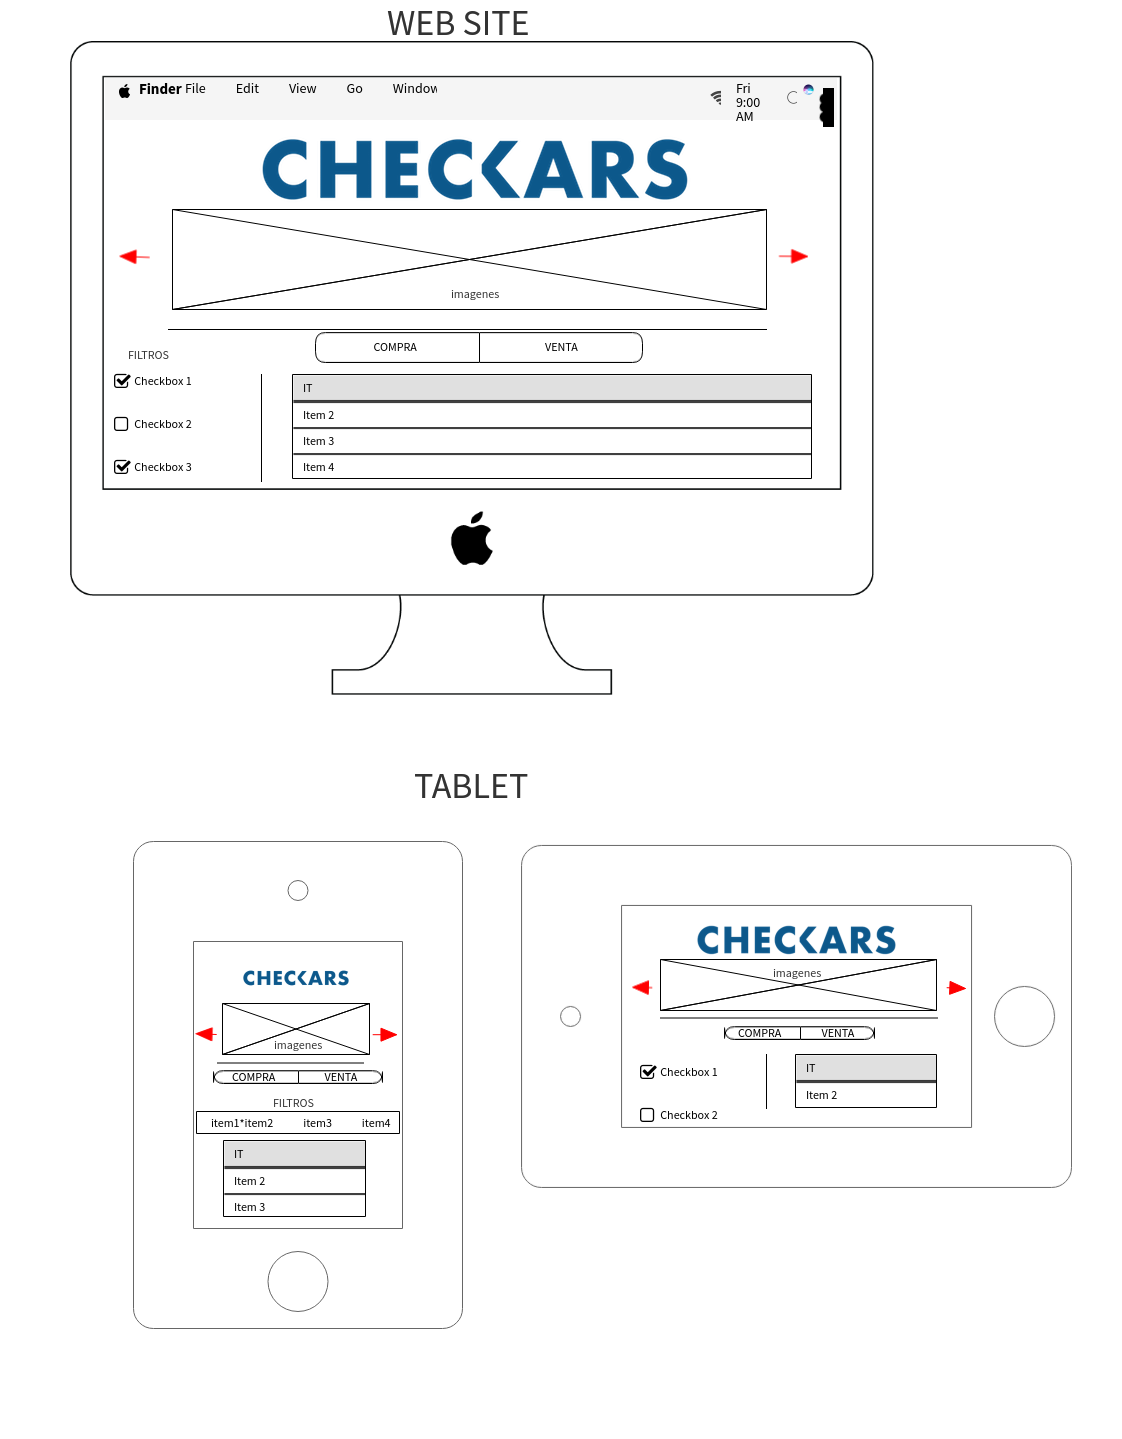 WEB SITE
Finder File Edit View Go Window
Fri
9:00
AM
CHECKARS
imagenes
COMPRA VENTA
FILTROS
Checkbox 1
Checkbox 2
Checkbox 3
IT
Item 2
Item 3
Item 4
TABLET
CHECKARS
imagenes
COMPRA VENTA
FILTROS
item1*item2 item3 item4
IT
Item 2
Item 3
CHECKARS
imagenes
COMPRA VENTA
Checkbox 1
Checkbox 2
IT
Item 2